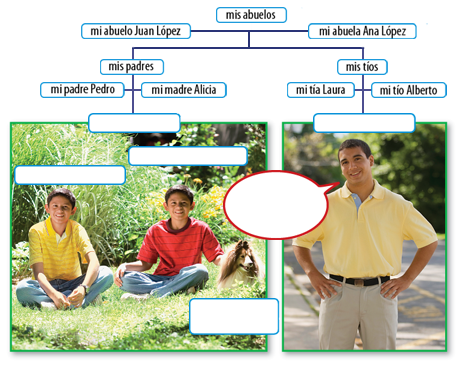 mis abuelos
mi abuelo Juan López
mi abuela Ana López
mis padres
mis tíos
mi padre Pedro
mi madre Alicia
mi tía Laura
mi tío Alberto